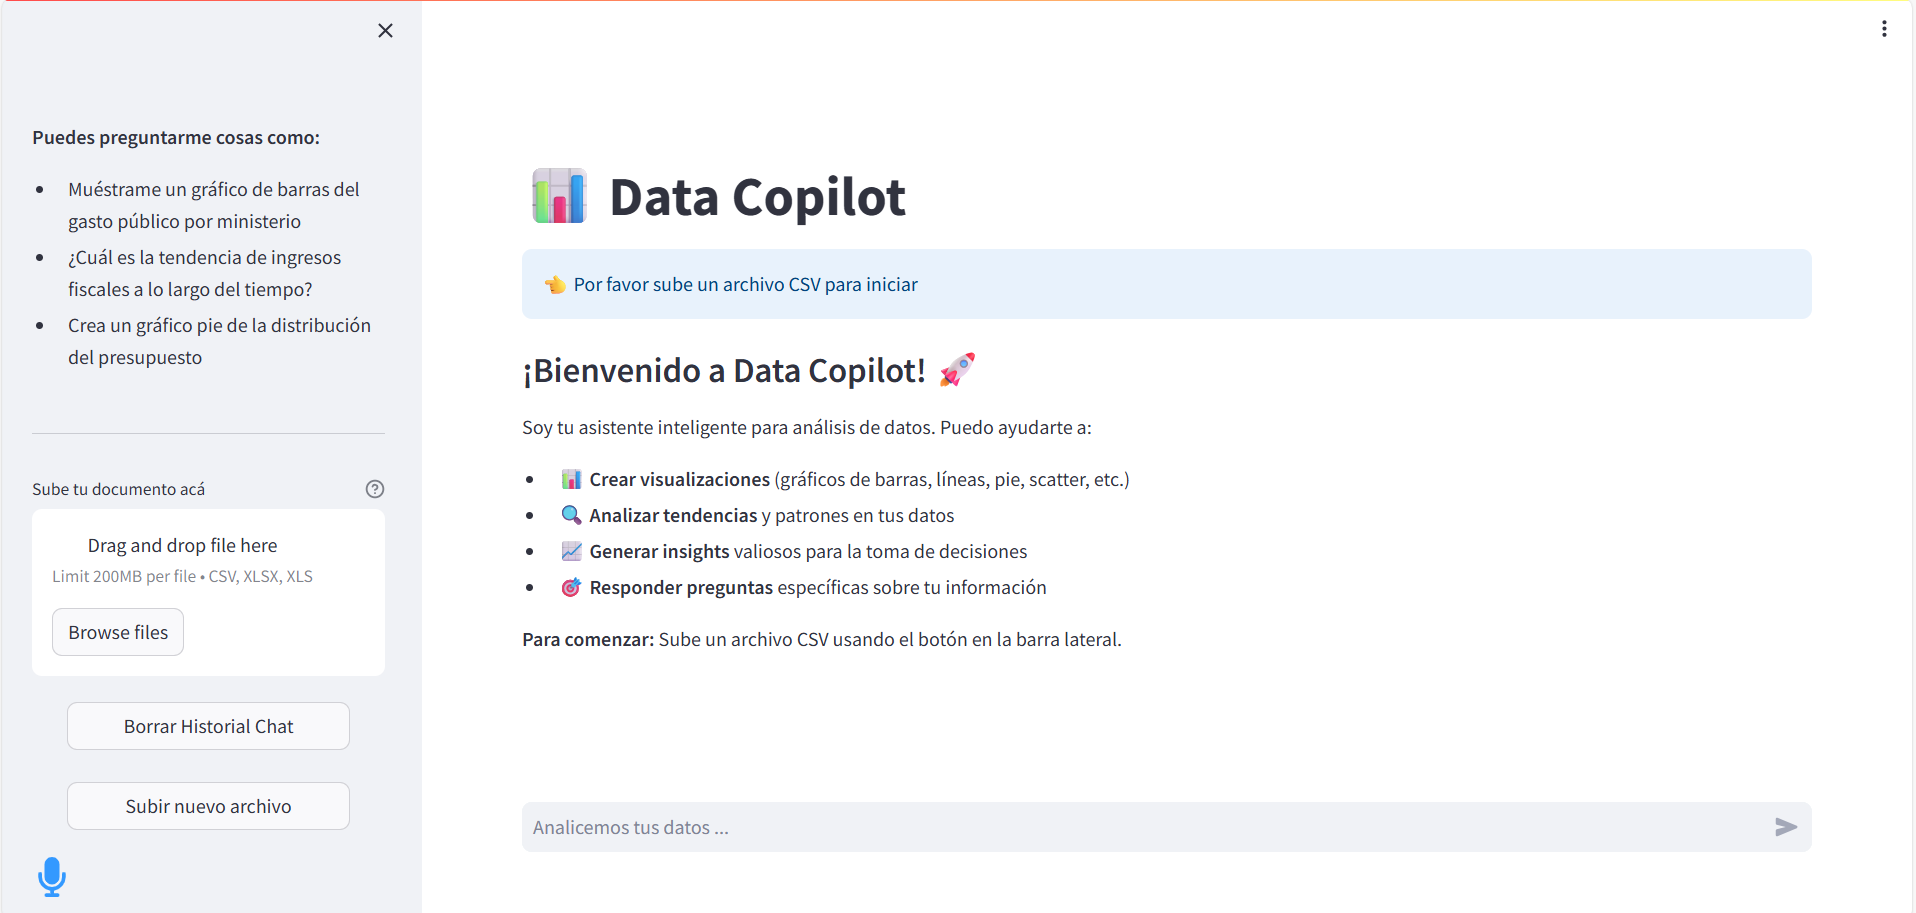 Puedes preguntarme cosas como:
Muéstrame un gráfico de barras del
gasto público por ministerio
¿Cuál es la tendencia de ingresos
fiscales a lo largo del tiempo?
Crea un gráfico pie de la distribución
del presupuesto
Sube tu documento acá
Drag and drop file here
Limit 200MB per file • CSV, XLSX, XLS
Browse files
Borrar Historial Chat
Subir nuevo archivo
Data Copilot
Por favor sube un archivo CSV para iniciar
¡Bienvenido a Data Copilot!
Soy tu asistente inteligente para análisis de datos. Puedo ayudarte a:
Crear visualizaciones (gráficos de barras, líneas, pie, scatter, etc.)
Analizar tendencias y patrones en tus datos
Generar insights valiosos para la toma de decisiones
Responder preguntas específicas sobre tu información
Para comenzar: Sube un archivo CSV usando el botón en la barra lateral.
Analicemos tus datos ...